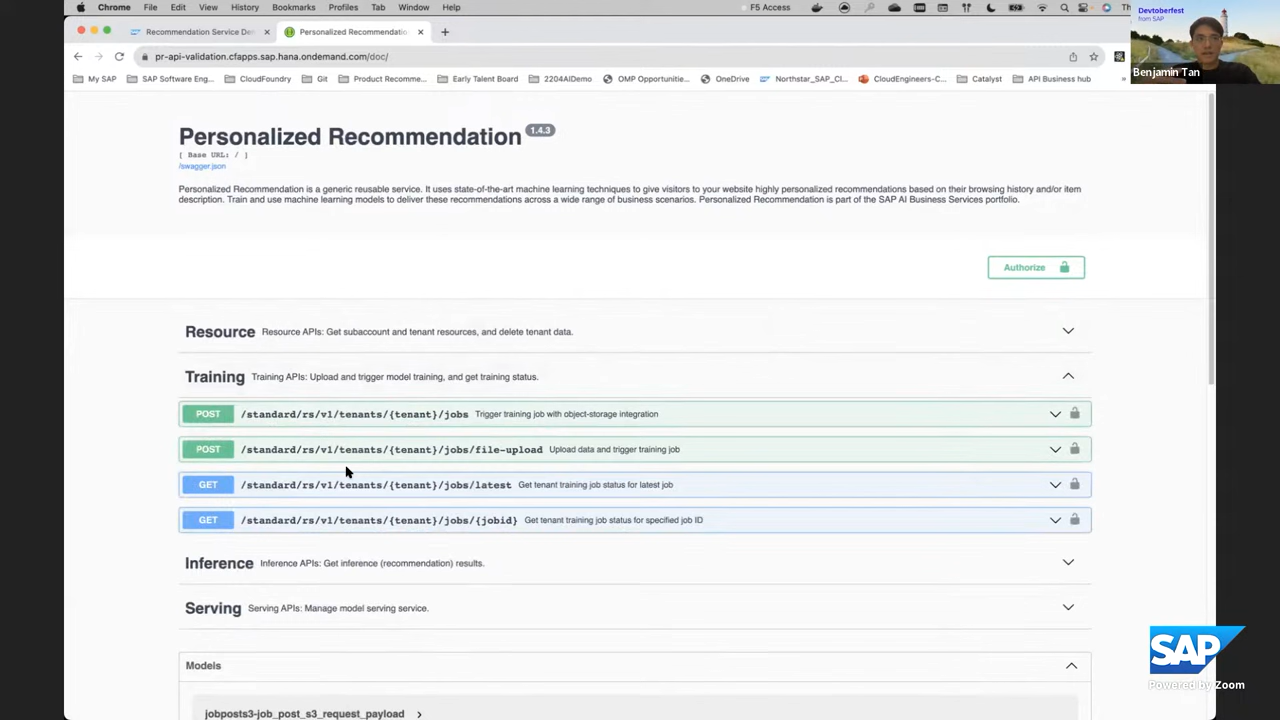 Chrome File Edit View History Bookmarks Profiles Tab Window Help
F5 Access
Recommendation Service De
Personalized Recommendatio
pr-api-validation.cfapps.sap.hana.ondemand.com/doc/
My SAP
SAP Software Eng...
CloudFoundry
Git
Product Recomme...
Early Talent Board
2204AIDemo
OMP Opportunitie...
OneDrive
Northstar_SAP_Cl...
CloudEngineers-C...
Catalyst
API Business hub
Devtoberfest
from SAP
Benjamin Tan
Personalized Recommendation 1.4.3
[ Base URL: / ]
/swagger.json
Personalized Recommendation is a generic reusable service. It uses state-of-the-art machine learning techniques to give visitors to your website highly personalized recommendations based on their browsing history and/or item
description. Train and use machine learning models to deliver these recommendations across a wide range of business scenarios. Personalized Recommendation is part of the SAP AI Business Services portfolio.
Authorize
Resource Resource APIs: Get subaccount and tenant resources, and delete tenant data.
Training Training APIs: Upload and trigger model training, and get training status.
POST /standard/rs/v1/tenants/{tenant}/jobs Trigger training job with object-storage integration
POST /standard/rs/v1/tenants/{tenant}/jobs/file-upload Upload data and trigger training job
GET /standard/rs/v1/tenants/{tenant}/jobs/latest Get tenant training job status for latest job
GET /standard/rs/v1/tenants/{tenant}/jobs/{jobid} Get tenant training job status for specified job ID
Inference Inference APIs: Get inference (recommendation) results.
Serving Serving APIs: Manage model serving service.
Models
jobposts3-job_post_s3_request_payload
SAP
Powered by Zoom